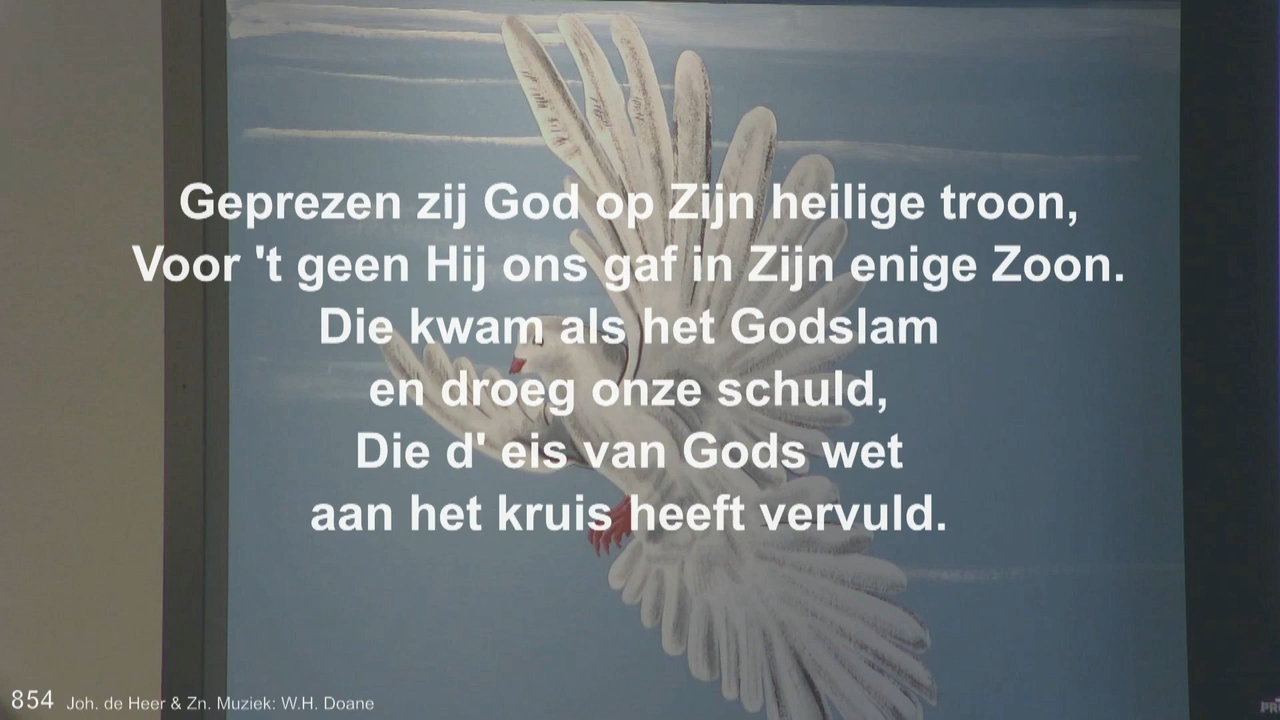 Geprezen zij God op Zijn heilige troon,
Voor 't geen Hij ons gaf in Zijn enige Zoon.
Die kwam als het Godslam
en droeg onze schuld,
Die d' eis van Gods wet
aan het kruis heeft vervuld.
854 Joh. de Heer & Zn. Muziek: W.H. Doane